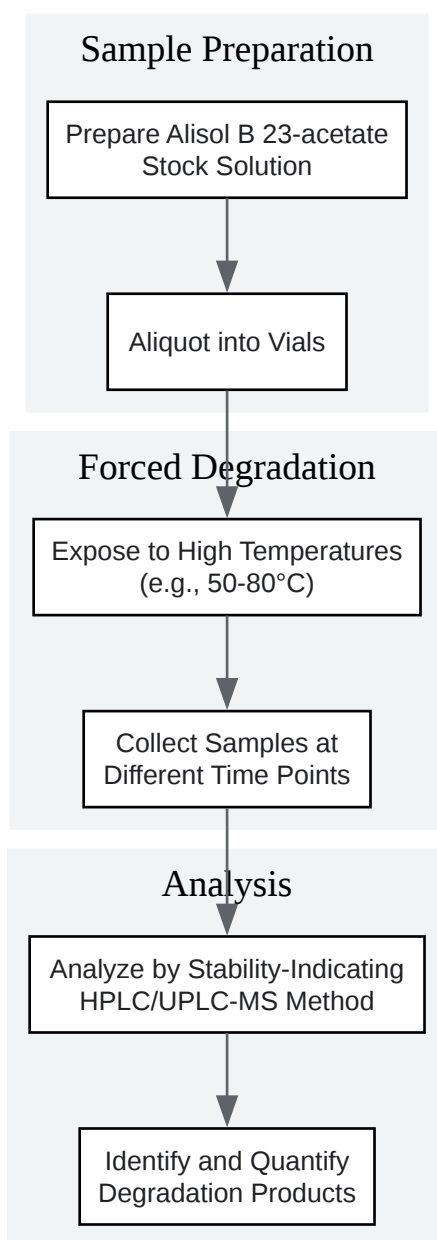 Sample Preparation
Prepare Alisol B 23-acetate
Stock Solution
Aliquot into Vials
Forced Degradation
Expose to High Temperatures
(e.g., 50-80°C)
Collect Samples at
Different Time Points
Analysis
Analyze by Stability-Indicating
HPLC/UPLC-MS Method
Identify and Quantify
Degradation Products